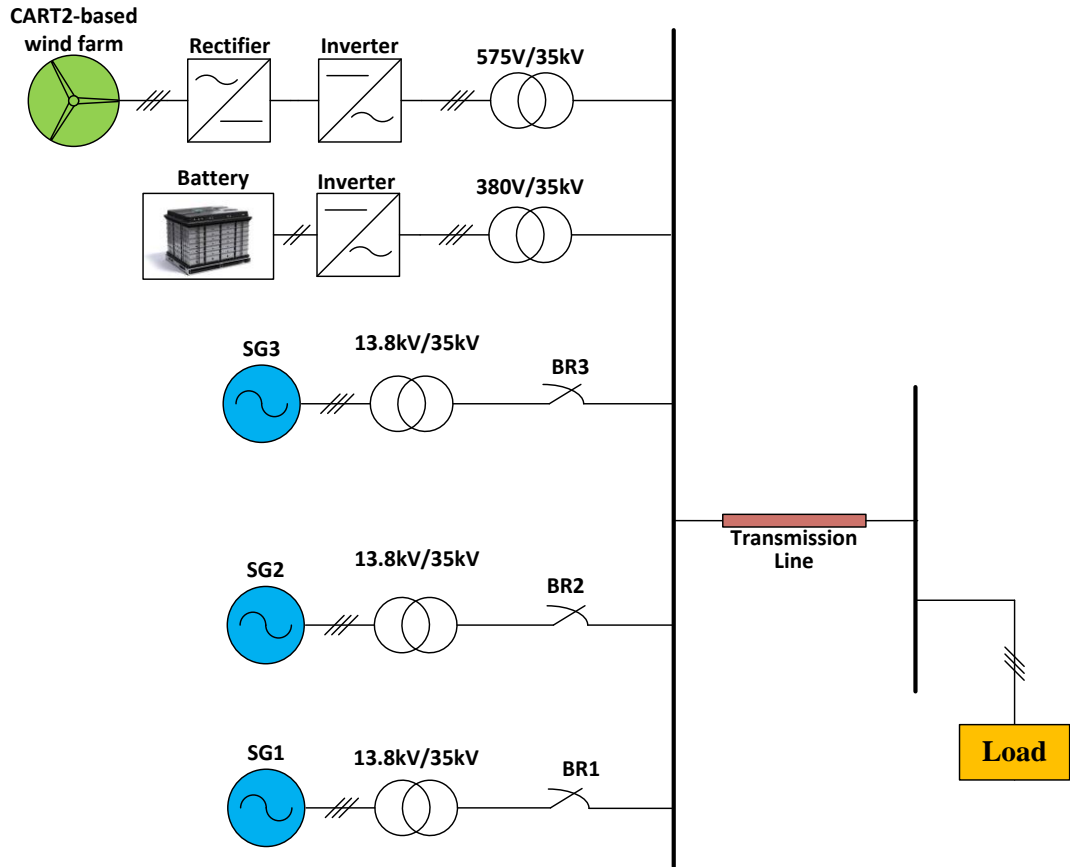 CART2-based
wind farm
Rectifier
Inverter
575V/35kV
Battery
Inverter
380V/35kV
SG3
13.8kV/35kV
BR3
Transmission
Line
SG2
13.8kV/35kV
BR2
SG1
13.8kV/35kV
BR1
Load